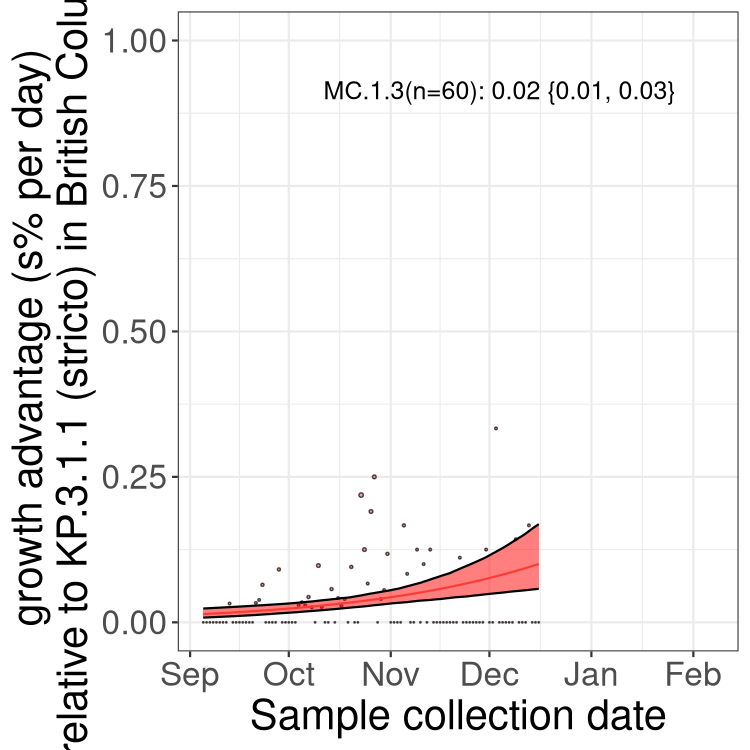 growth advantage (s% per day)
relative to KP.3.1.1 (stricto) in British Colu
1.00
0.75
0.50
0.25
0.00
MC.1.3(n=60): 0.02 {0.01, 0.03}
Sep Oct Nov Dec Jan Feb
Sample collection date